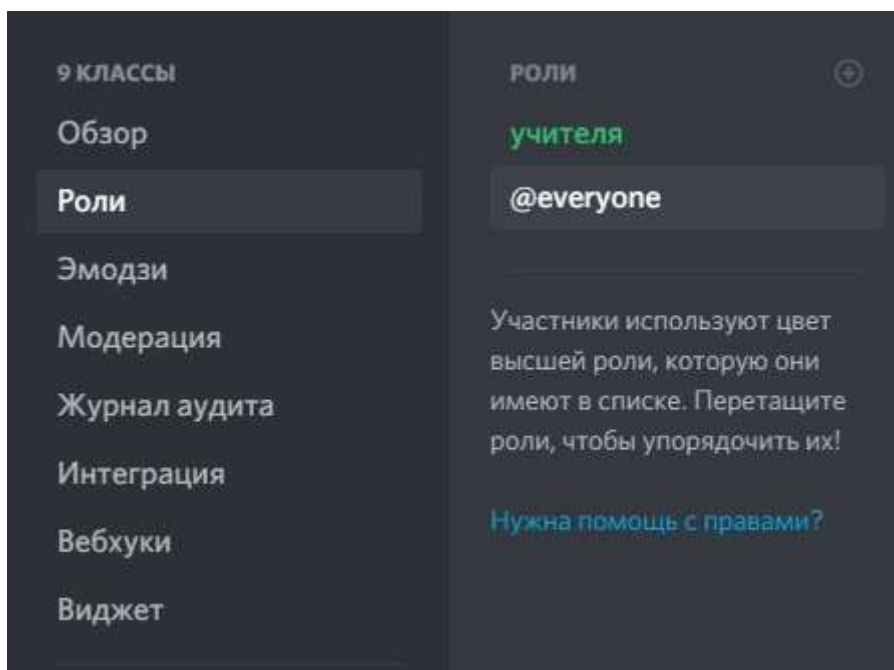 9 КЛАССЫ
Обзор
Роли
Эмодзи
Модерация
Журнал аудита
Интеграция
Вебхуки
Виджет
РОЛИ
учителя
@everyone
Участники используют цвет
высшей роли, которую они
имеют в списке. Перетащите
роли, чтобы упорядочить их!
Нужна помощь с правами?